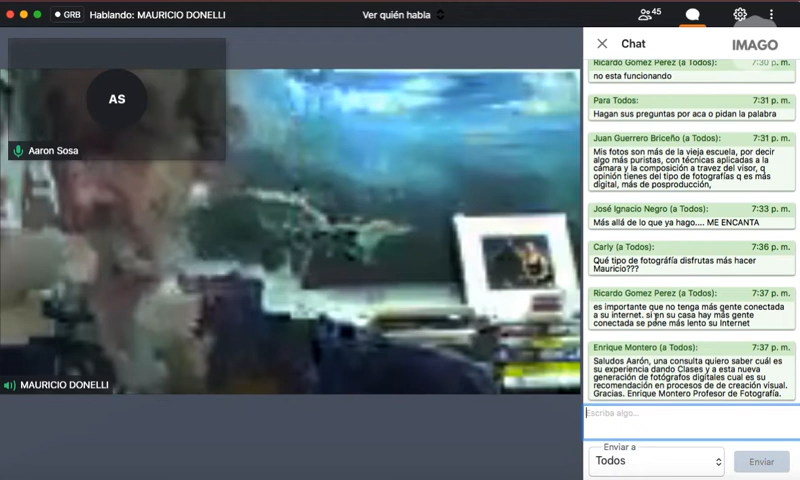 GRB
Hablando: MAURICIO DONELLI
Ver quién habla
45
AS
Aaron Sosa
MAURICIO DONELLI
Chat
IMAGO
Ricardo Gomez Perez (a Todos): 7:30 p. m.
no esta funcionando
Para Todos: 7:31 p. m.
Hagan sus preguntas por aca o pidan la palabra
Juan Guerrero Briceño (a Todos): 7:31 p. m.
Mis fotos son más de la vieja escuela, por decir
algo más puristas, con técnicas aplicadas a la
cámara y la composición a travez del visor, q
opinión tienes del tipo de fotografías q es más
digital, más de posproducción,
José Ignacio Negro (a Todos): 7:33 p. m.
Más allá de lo que ya hago.... ME ENCANTA
Carly (a Todos): 7:36 p. m.
Qué tipo de fotográfía disfrutas más hacer
Mauricio???
Ricardo Gomez Perez (a Todos): 7:37 p. m.
es importante que no tenga más gente conectada
a su internet. si en su casa hay más gente
conectada se pone más lento su Internet
Enrique Montero (a Todos): 7:37 p. m.
Saludos Aarón, una consulta quiero saber cuál es
su experiencia dando Clases y a esta nueva
generación de fotógrafos digitales cual es su
recomendación en procesos de de creación visual.
Gracias. Enrique Montero Profesor de Fotografía.
Escriba algo...
Enviar a
Todos
Enviar